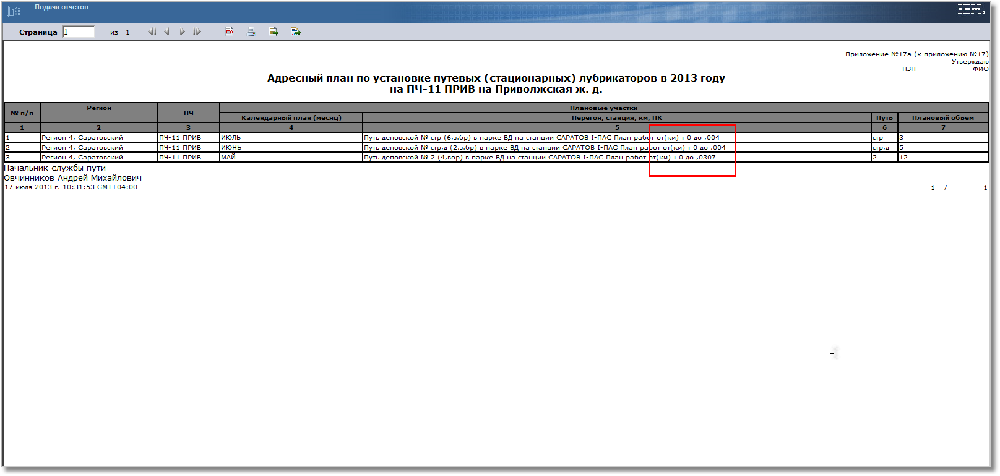 Подача отчетов
IBM.
Страница 1 из 1
TOC
:
Приложение №17а (к приложению №17)
Утверждаю
НЗП ФИО
Адресный план по установке путевых (стационарных) лубрикаторов в 2013 году
на ПЧ-11 ПРИВ на Приволжская ж. д.
№ п/п Регион ПЧ Плановые участки
Календарный план (месяц) Перегон, станция, км, ПК Путь Плановый объем
1 2 3 4 5 6 7
1 Регион 4, Саратовский ПЧ-11 ПРИВ ИЮЛЬ Путь деповской № стр (6,з.бр) в парке ВД на станции САРАТОВ I-ПАС План работ от(км) : 0 до ,004 стр 3
2 Регион 4, Саратовский ПЧ-11 ПРИВ ИЮНЬ Путь деповской № стр,д (2,з.бр) в парке ВД на станции САРАТОВ I-ПАС План работ от(км) : 0 до ,004 стр,д 5
3 Регион 4, Саратовский ПЧ-11 ПРИВ МАЙ Путь деповской № 2 (4,вор) в парке ВД на станции САРАТОВ I-ПАС План работ от(км) : 0 до ,0307 2 12
Начальник службы пути
Овчинников Андрей Михайлович
17 июля 2013 г. 10:31:53 GMT+04:00
1 / 1